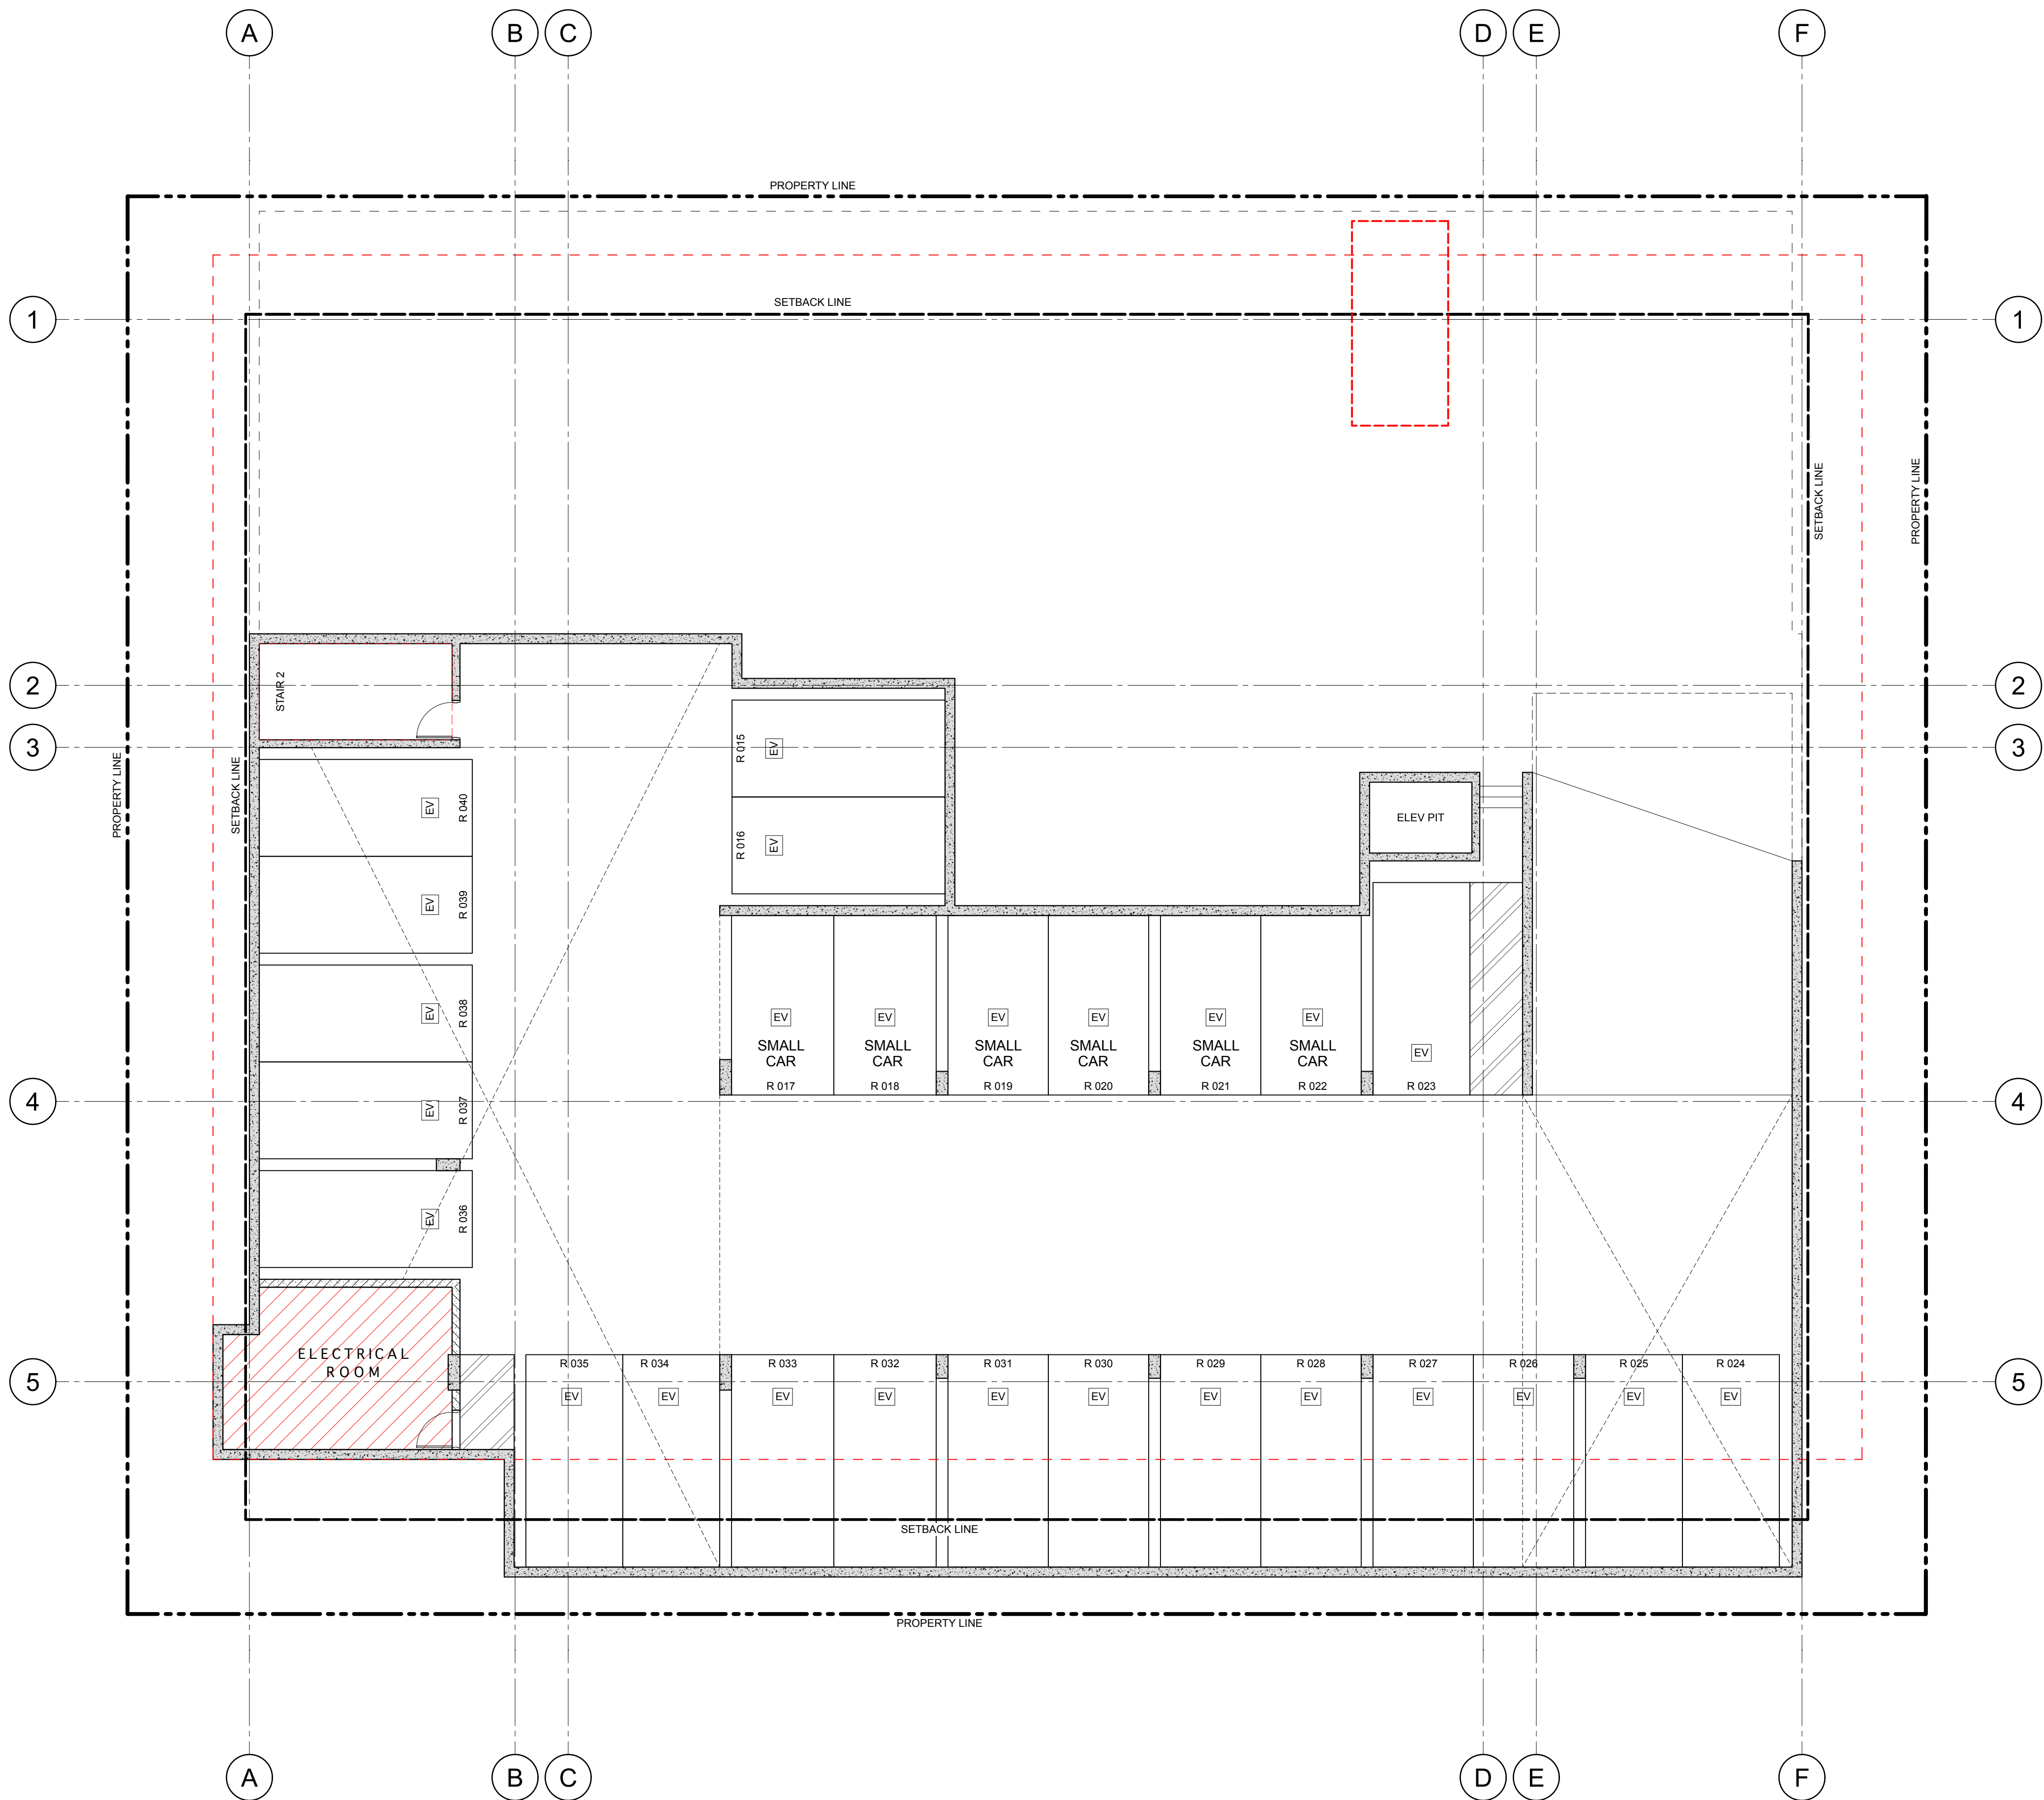 A B C D E F
PROPERTY LINE
SETBACK LINE
1 1
SETBACK LINE
PROPERTY LINE
2 2
STAIR 2
3 3
R 015 EV
PROPERTY LINE
SETBACK LINE
EV R 040
R 016 EV
ELEV PIT
EV R 039
EV R 038
EV EV EV EV EV EV
SMALL SMALL SMALL SMALL SMALL SMALL
CAR CAR CAR CAR CAR CAR
EV
R 017 R 018 R 019 R 020 R 021 R 022 R 023
4 4
EV R 037
EV R 036
ELECTRICAL
ROOM
R 035 R 034 R 033 R 032 R 031 R 030 R 029 R 028 R 027 R 026 R 025 R 024
5 5
EV EV EV EV EV EV EV EV EV EV EV EV
SETBACK LINE
PROPERTY LINE
A B C D E F